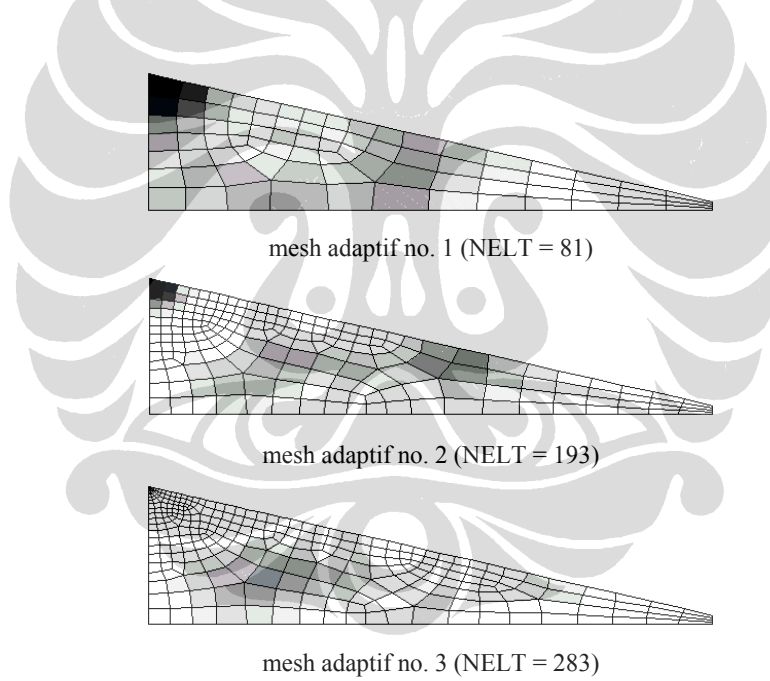 mesh adaptif no. 1 (NELT = 81)
mesh adaptif no. 2 (NELT = 193)
mesh adaptif no. 3 (NELT = 283)